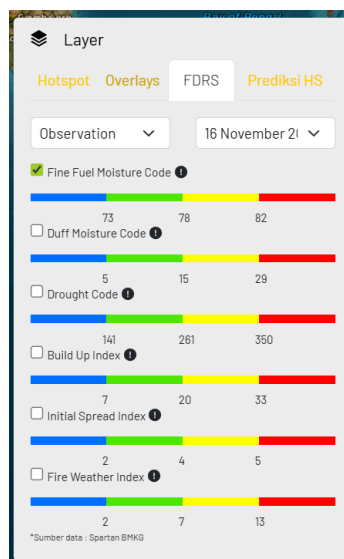 Layer
Hotspot Overlays FDRS Prediksi HS
Observation 16 November 2
Fine Fuel Moisture Code
73 78 82
Duff Moisture Code
5 15 29
Drought Code
141 261 350
Build Up Index
7 20 33
Initial Spread Index
2 4 5
Fire Weather Index
2 7 13
*Sumber data : Spartan BMKG